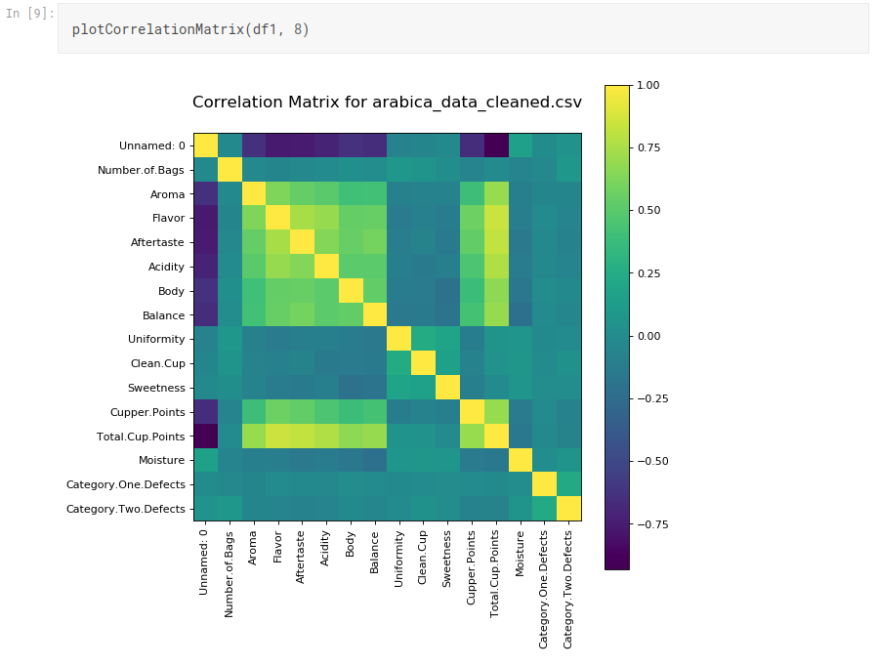 In [9]:
plotCorrelationMatrix(df1, 8)
Correlation Matrix for arabica_data_cleaned.csv
Unnamed: 0
Number.of.Bags
Aroma
Flavor
Aftertaste
Acidity
Body
Balance
Uniformity
Clean.Cup
Sweetness
Cupper.Points
Total.Cup.Points
Moisture
Category.One.Defects
Category.Two.Defects
Unnamed: 0
Number.of.Bags
Aroma
Flavor
Aftertaste
Acidity
Body
Balance
Uniformity
Clean.Cup
Sweetness
Cupper.Points
Total.Cup.Points
Moisture
Category.One.Defects
Category.Two.Defects
1.00
0.75
0.50
0.25
0.00
−0.25
−0.50
−0.75